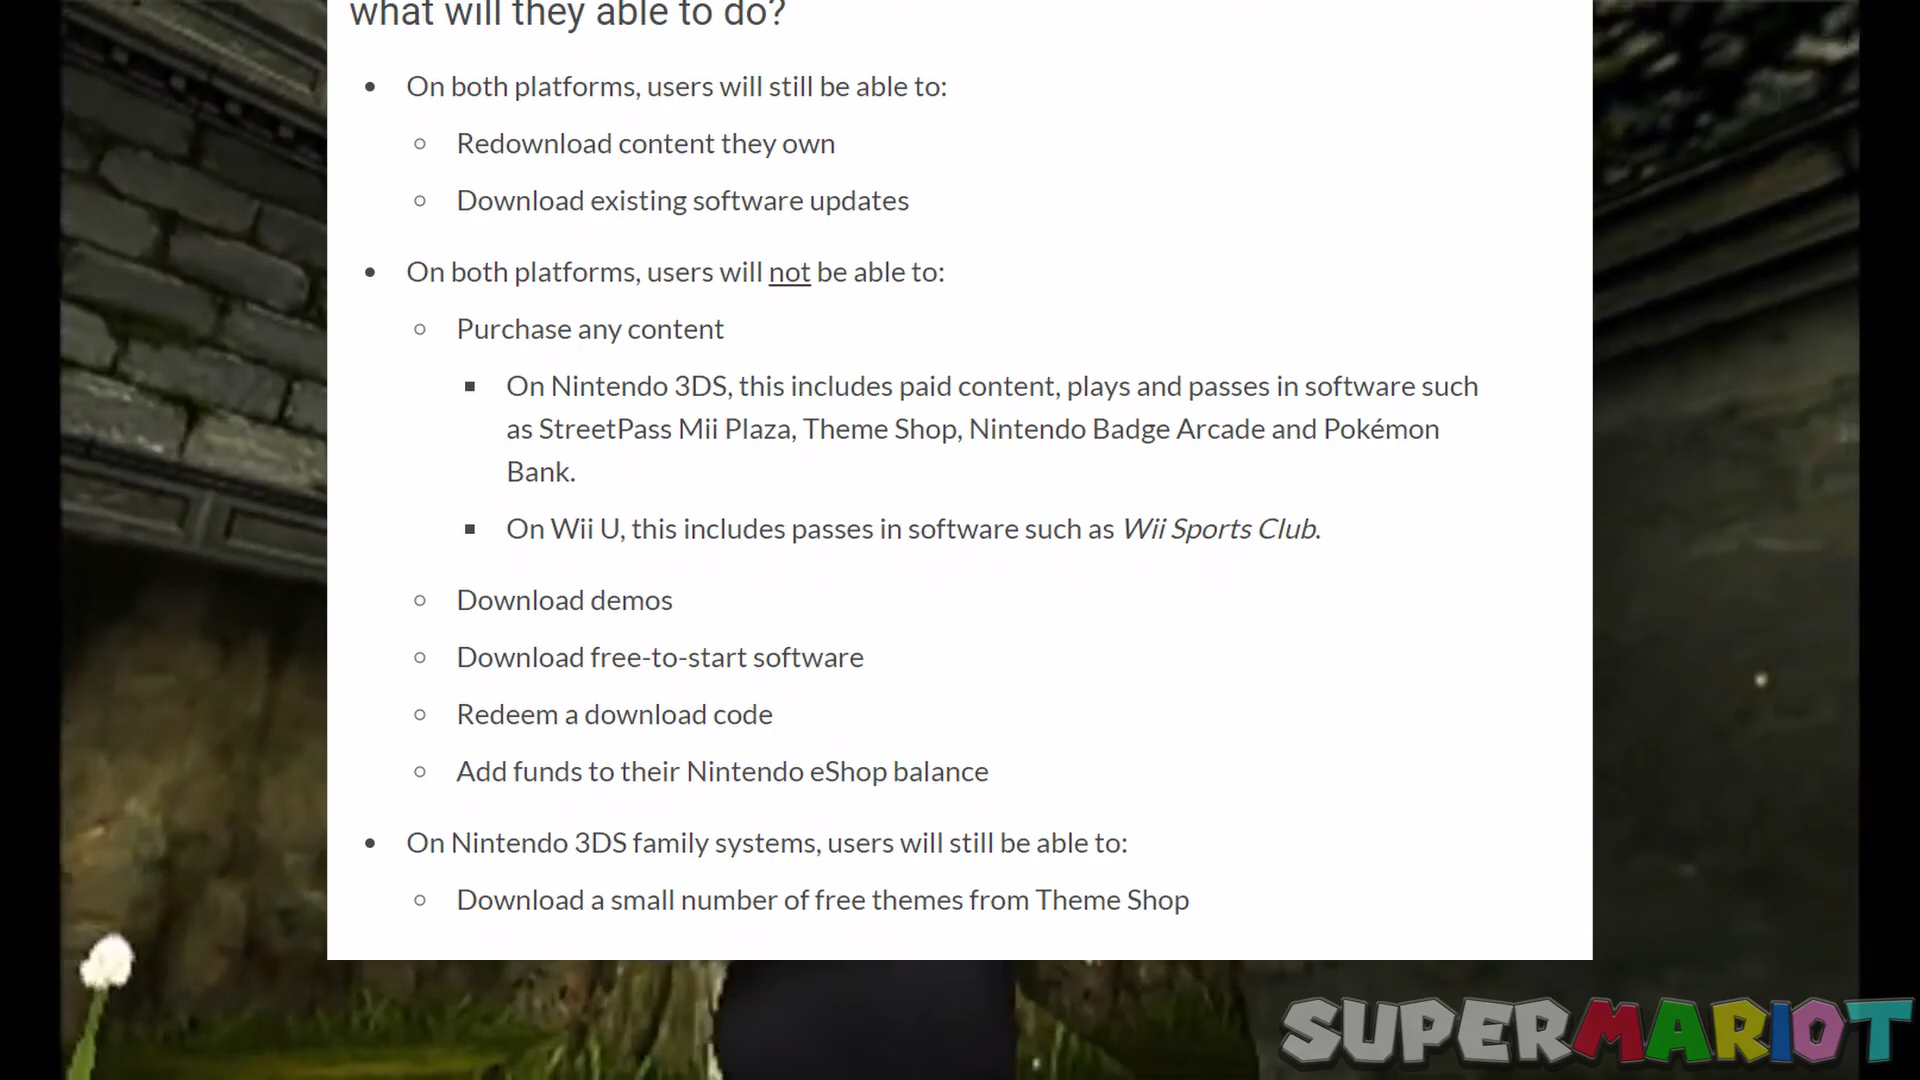 what will they able to do?
On both platforms, users will still be able to:
Redownload content they own
Download existing software updates
On both platforms, users will not be able to:
Purchase any content
On Nintendo 3DS, this includes paid content, plays and passes in software such
as StreetPass Mii Plaza, Theme Shop, Nintendo Badge Arcade and Pokémon
Bank.
On Wii U, this includes passes in software such as Wii Sports Club.
Download demos
Download free-to-start software
Redeem a download code
Add funds to their Nintendo eShop balance
On Nintendo 3DS family systems, users will still be able to:
Download a small number of free themes from Theme Shop
SUPERMARIOT